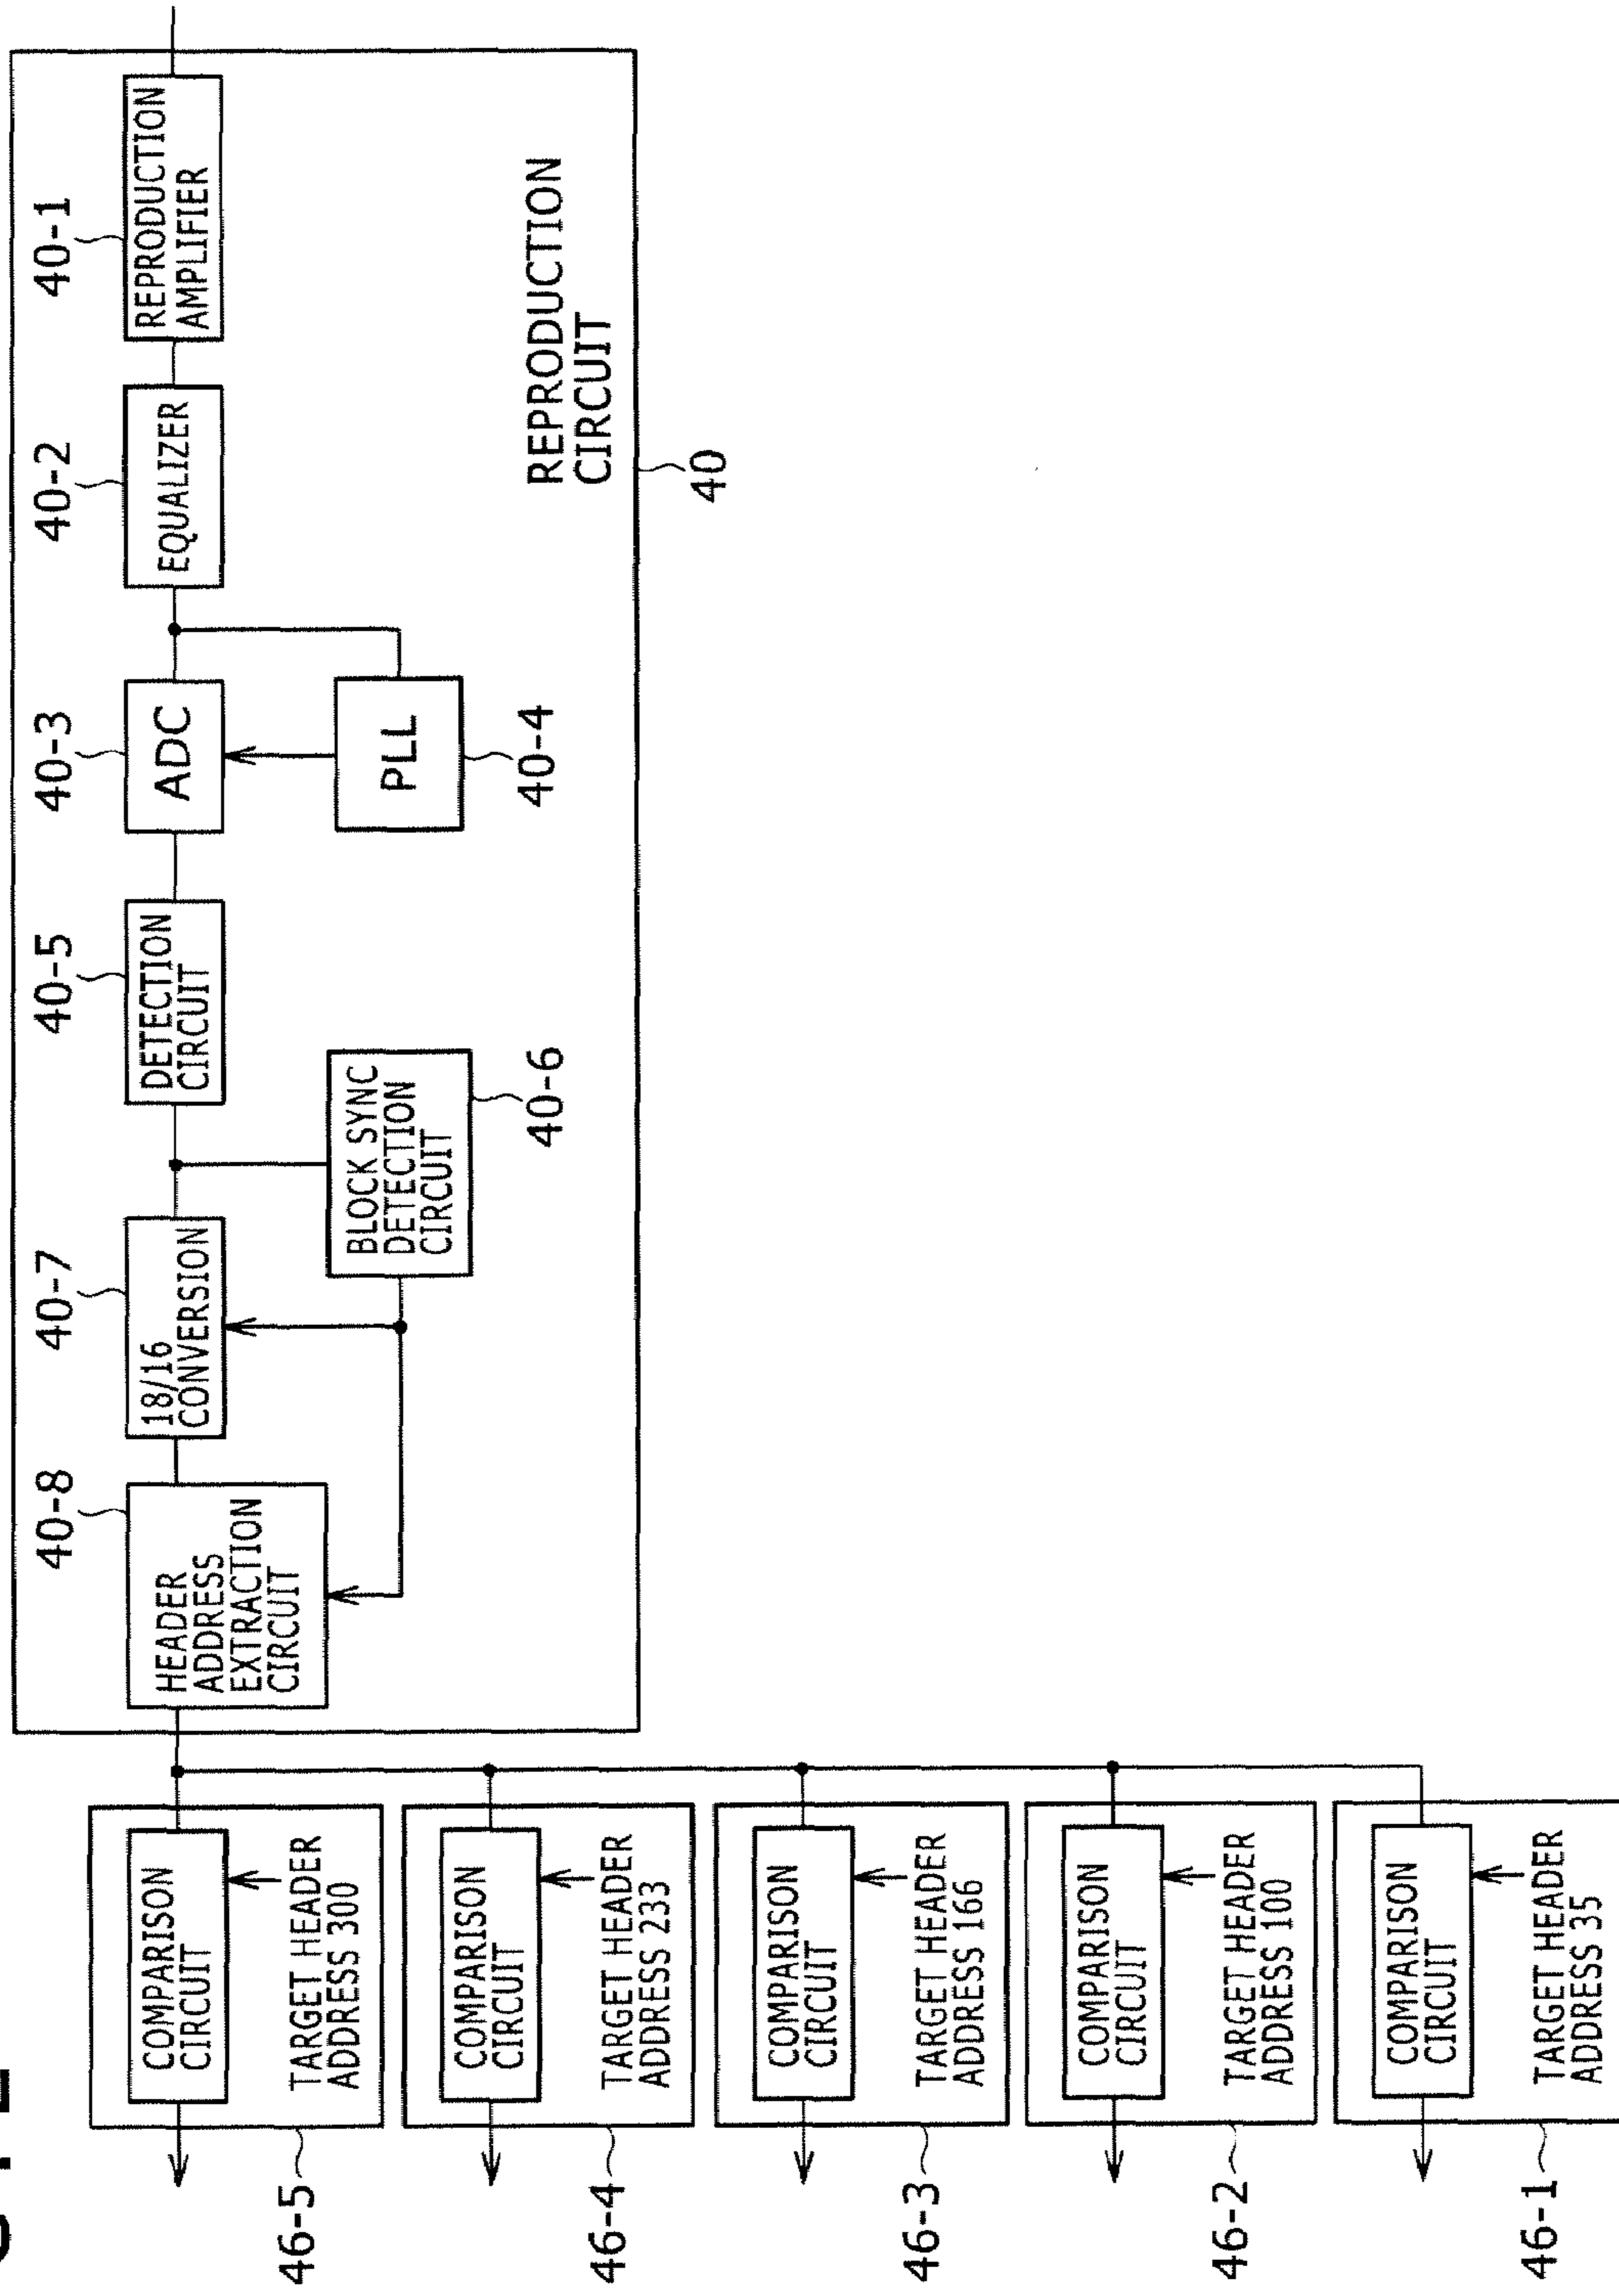 40-8
40-7
40-5
40-3
40-2
40-1
HEADER
ADDRESS
EXTRACTION
CIRCUIT
18/16
CONVERSION
DETECTION
CIRCUIT
ADC
EQUALIZER
REPRODUCTION
AMPLIFIER
BLOCK SYNC
DETECTION
CIRCUIT
40-6
PLL
40-4
REPRODUCTION
CIRCUIT
40
COMPARISON
CIRCUIT
TARGET HEADER
ADDRESS 300
46-5
COMPARISON
CIRCUIT
TARGET HEADER
ADDRESS 233
46-4
COMPARISON
CIRCUIT
TARGET HEADER
ADDRESS 166
46-3
COMPARISON
CIRCUIT
TARGET HEADER
ADDRESS 100
46-2
COMPARISON
CIRCUIT
TARGET HEADER
ADDRESS 35
46-1